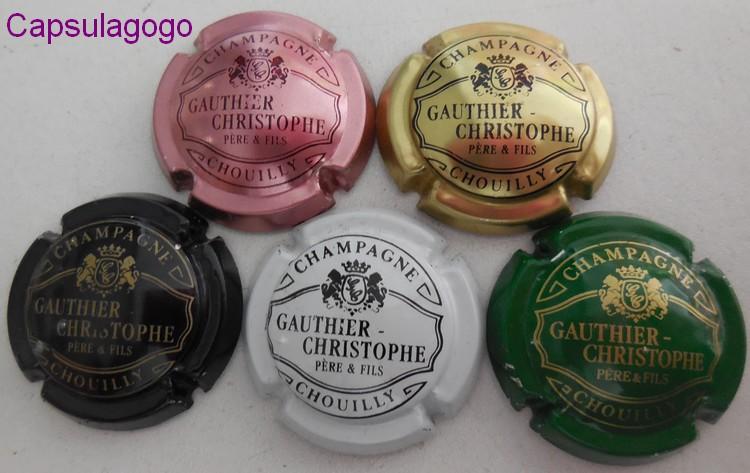 Capsulagogo
CHAMPAGNE
GAUTHIER
CHRISTOPHE
PÈRE & FILS
CHOUILLY
CHAMPAGNE
GAUTHIER -
CHRISTOPHE
PÈRE & FILS
CHOUILLY
CHAMPAGNE
GAUTHIER
CHRISTOPHE
PÈRE & FILS
CHOUILLY
CHAMPAGNE
GAUTHIER -
CHRISTOPHE
PÈRE & FILS
CHOUILLY
CHAMPAGNE
GAUTHIER-
CHRISTOPHE
PÈRE & FILS
CHOUILLY